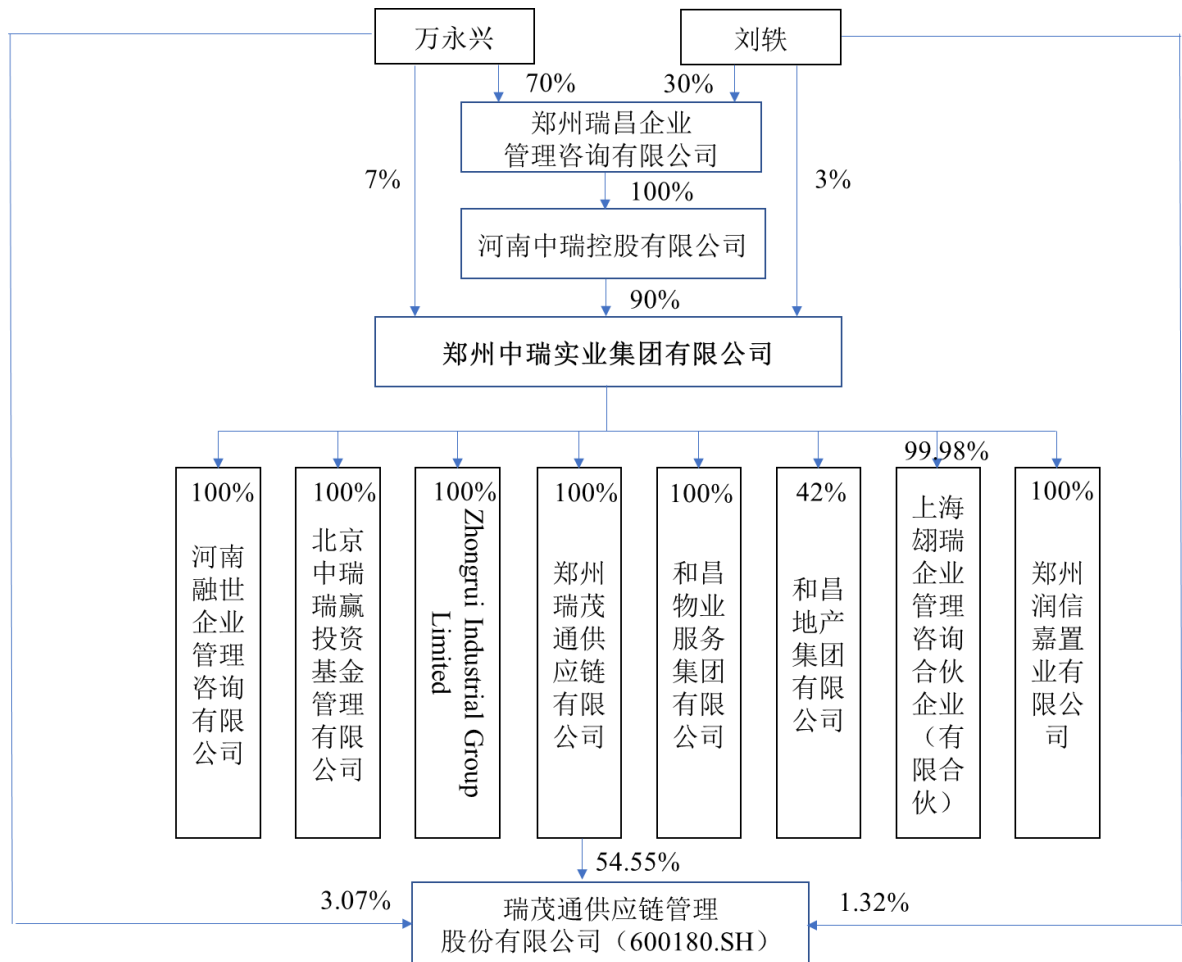 万永兴
刘轶
70%
30%
郑州瑞昌企业
管理咨询有限公司
7%
100%
3%
河南中瑞控股有限公司
90%
郑州中瑞实业集团有限公司
99.98%
100%
河南
融世
企业
管理
咨询
有限
公司
100%
北京
中瑞
瑞赢
投资
基金
管理
有限
公司
100%
Zhongrui Industrial Group
Limited
100%
郑州
瑞茂
通供
应链
有限
公司
100%
和昌
物业
服务
集团
有限
公司
42%
和昌
地产
集团
有限
公司
上海
翃瑞
企业
管理
咨询
合伙
企业
（有
限合
伙）
100%
郑州
润信
嘉置
业有
限公
司
54.55%
3.07%
1.32%
瑞茂通供应链管理
股份有限公司（600180.SH）